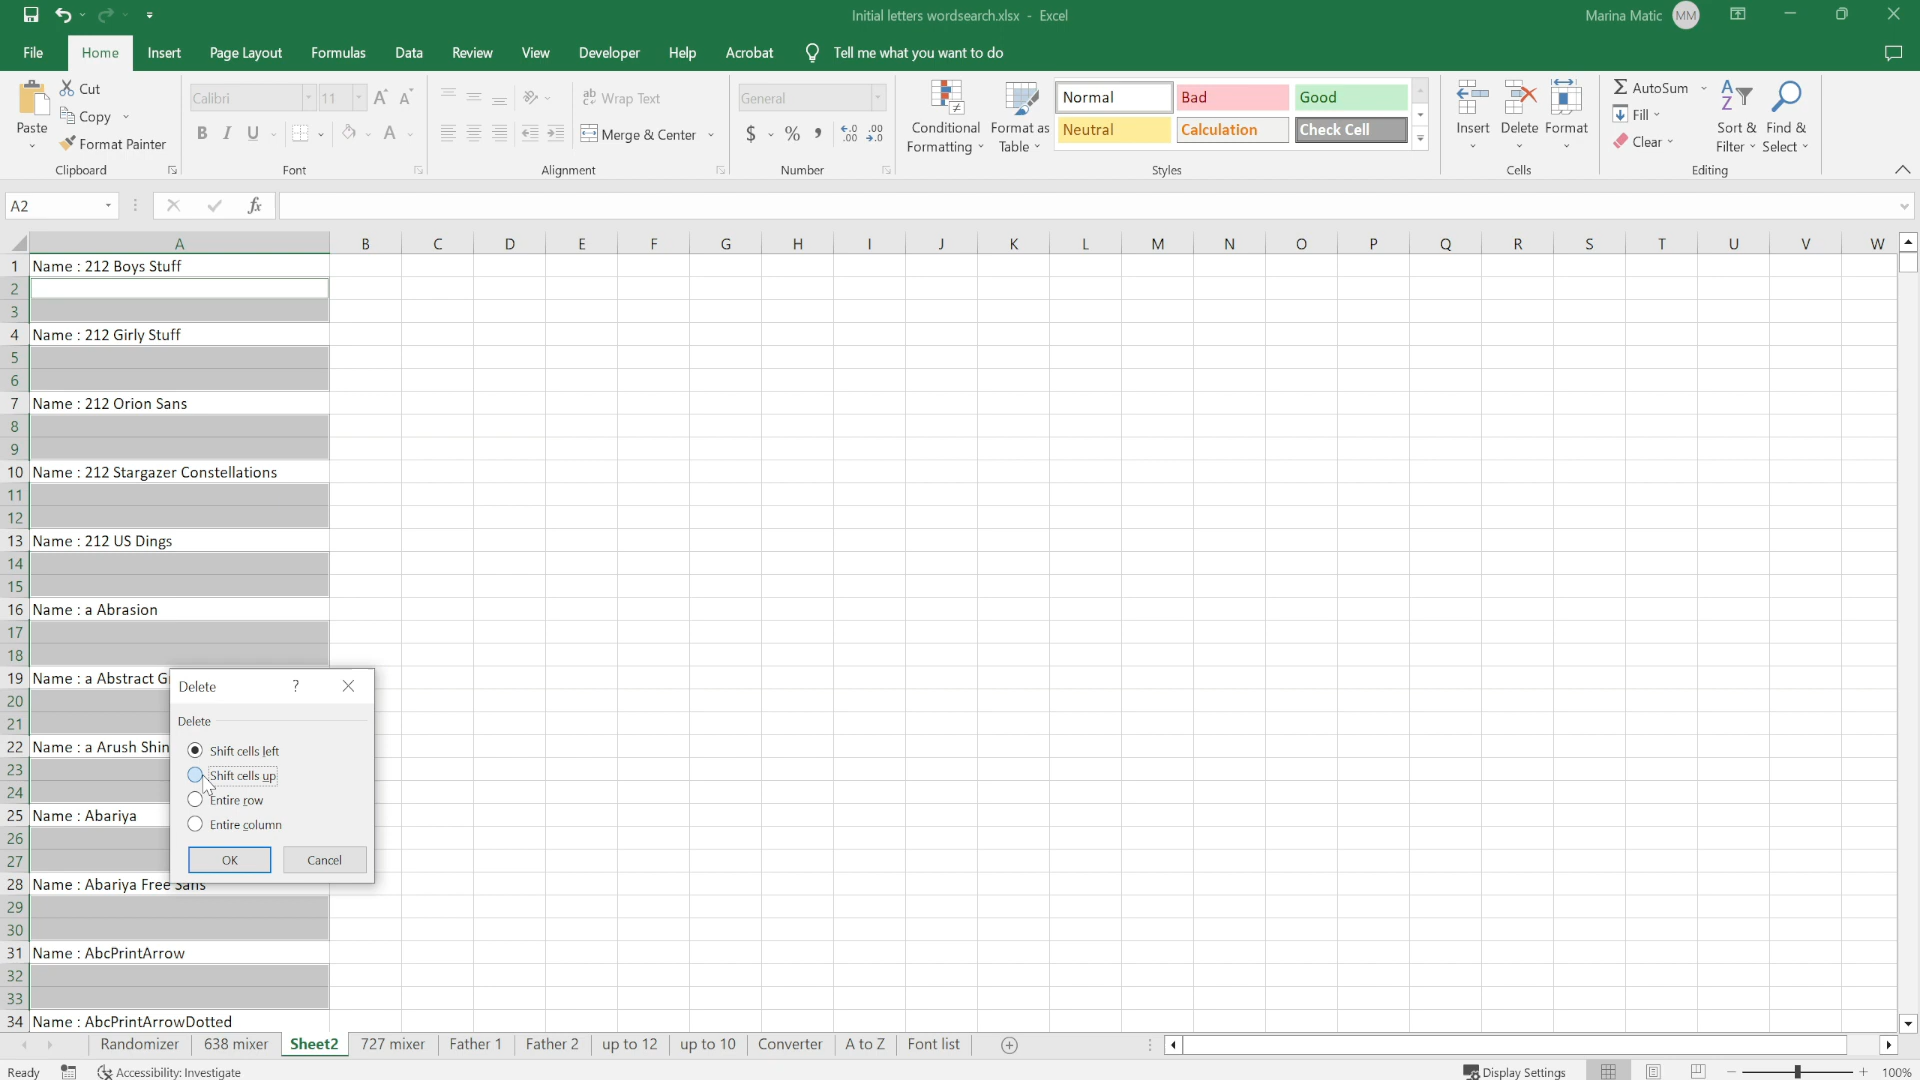 Initial letters wordsearch.xlsx - Excel
Marina Matic MM
File Home Insert Page Layout Formulas Data Review View Developer Help Acrobat Tell me what you want to do
Paste
Cut
Copy
Format Painter
Clipboard
Calibri 11 A A
B I U A
Font
ab Wrap Text
Merge & Center
Alignment
General
$ % , .00 .00
Number
Conditional Formatting
Format as Table
Normal Bad Good
Neutral Calculation Check Cell
Styles
Insert Delete Format
Cells
AutoSum
Fill
Clear
Sort & Filter
Find & Select
Editing
A2 fx
A B C D E F G H I J K L M N O P Q R S T U V W
1 Name : 212 Boys Stuff
2
3
4 Name : 212 Girly Stuff
5
6
7 Name : 212 Orion Sans
8
9
10 Name : 212 Stargazer Constellations
11
12
13 Name : 212 US Dings
14
15
16 Name : a Abrasion
17
18
19 Name : a Abstract
20
21
22 Name : a Arush Shin
23
24
25 Name : Abariya
26
27
28 Name : Abariya Free Sans
29
30
31 Name : AbcPrintArrow
32
33
34 Name : AbcPrintArrowDotted
Delete ?
Delete
Shift cells left
Shift cells up
Entire row
Entire column
OK Cancel
Randomizer 638 mixer Sheet2 727 mixer Father 1 Father 2 up to 12 up to 10 Converter A to Z Font list
Ready Accessibility: Investigate Display Settings 100%